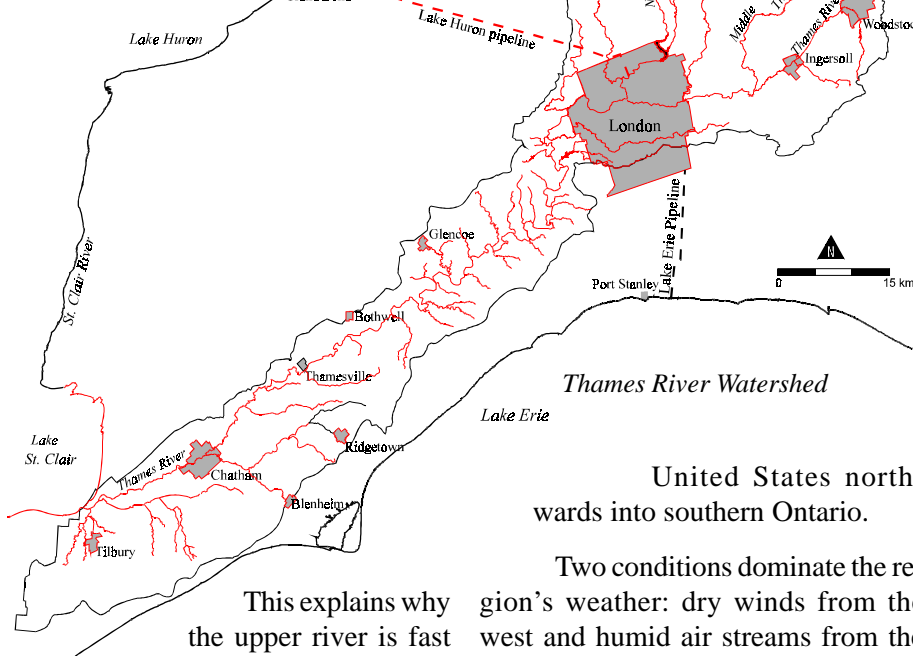 Lake Huron
Lake Huron pipeline
Middle
Thames River
Woodstoc
Ingersoll
London
Glencoe
St. Clair River
Lake Erie Pipeline
N
Port Stanley
0 15 km
Bothwell
Thamesville
Thames River Watershed
Lake Erie
Lake
St. Clair
Ridgetown
Thames River
Chatham
Blenheim
Tilbury
United States north
wards into southern Ontario.
Two conditions dominate the re
This explains why
gion's weather: dry winds from the
the upper river is fast
west and humid air streams from the